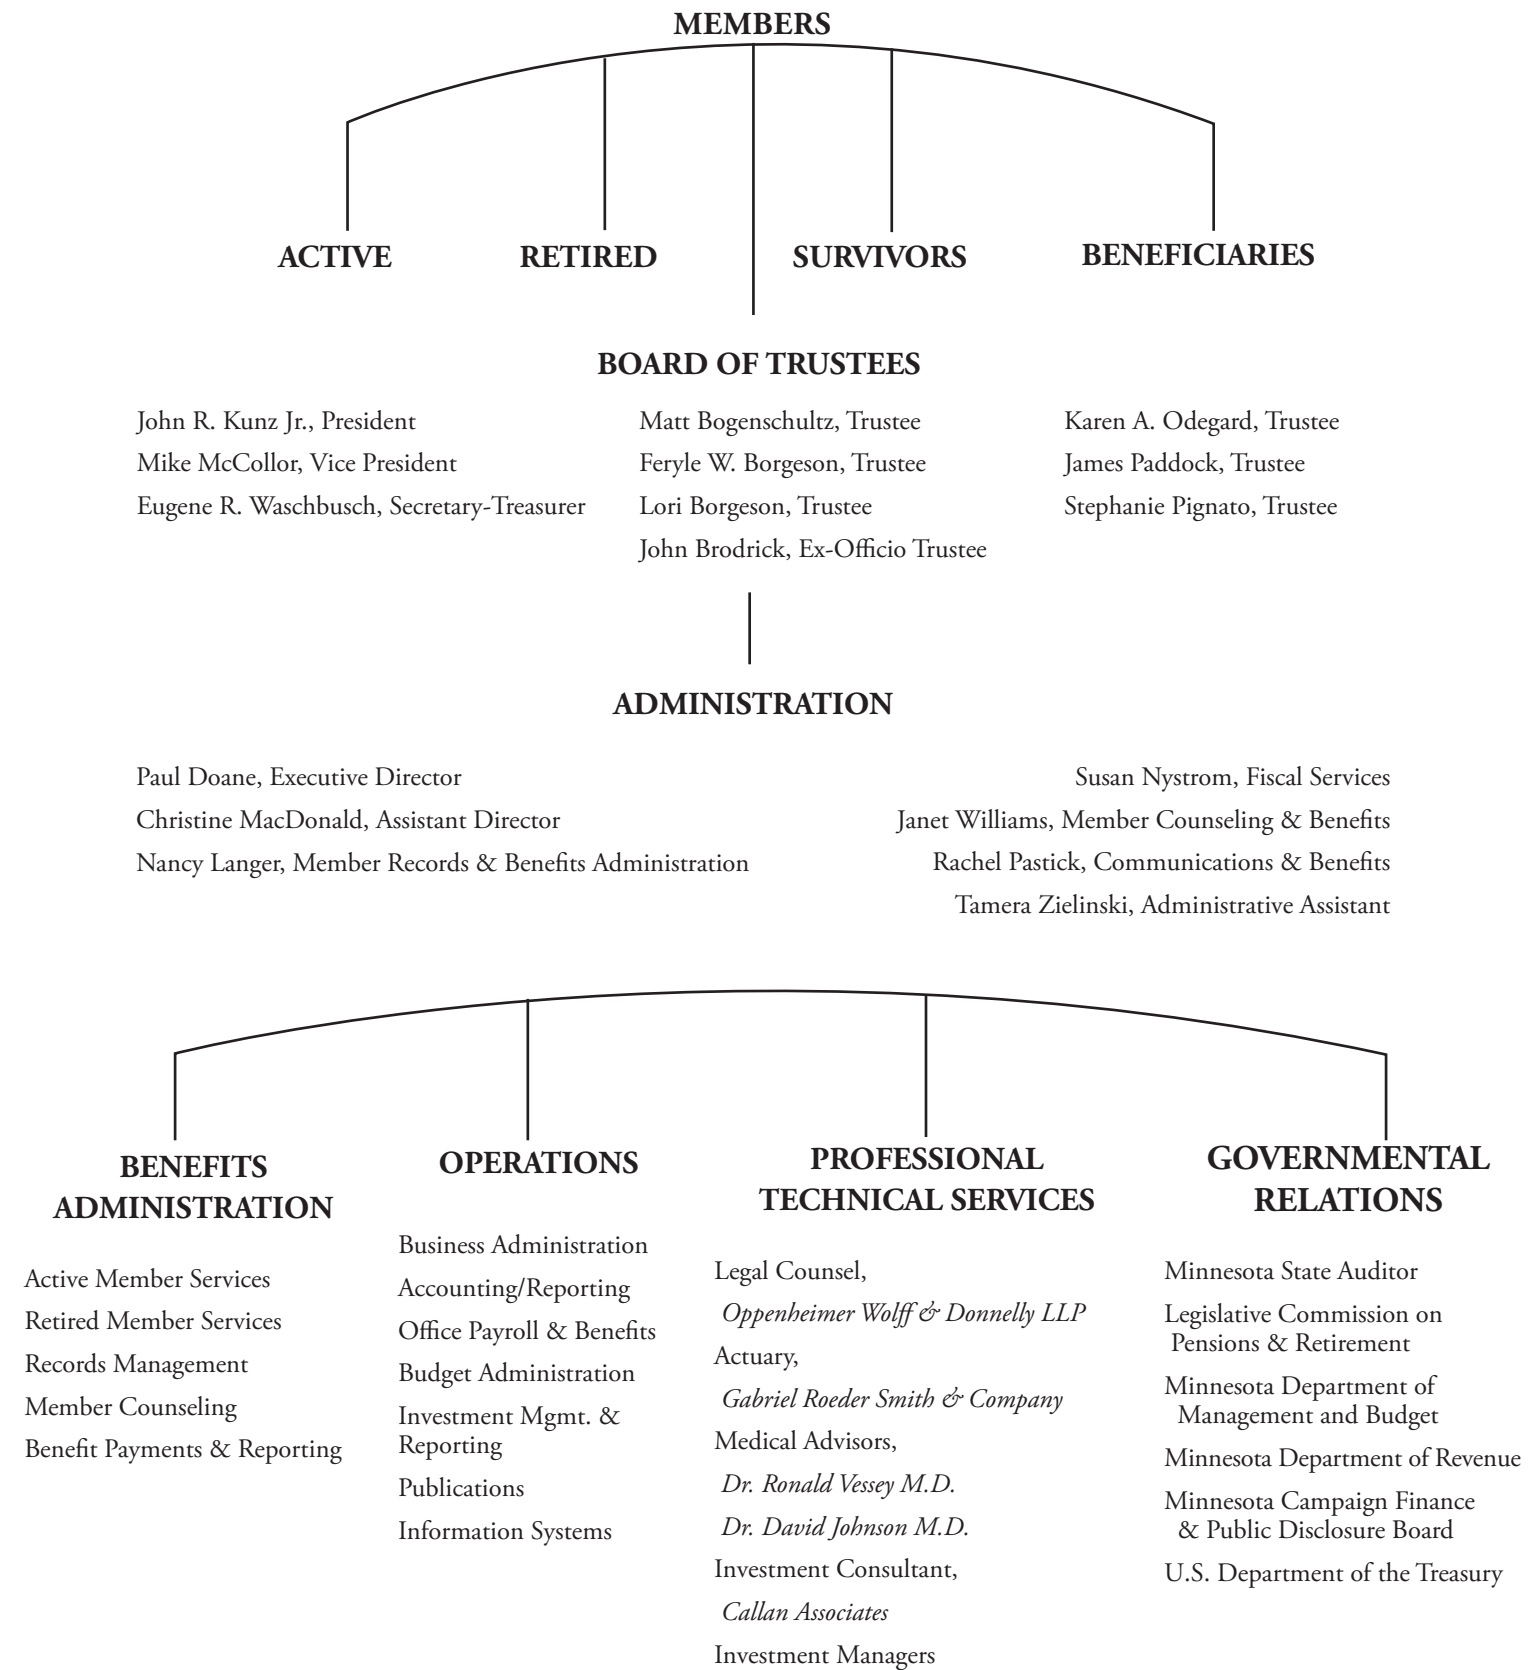 MEMBERS
ACTIVE
RETIRED
SURVIVORS
BENEFICIARIES
BOARD OF TRUSTEES
John R. Kunz Jr., President
Mike McCollor, Vice President
Eugene R. Waschbusch, Secretary-Treasurer
Matt Bogenschultz, Trustee
Feryle W. Borgeson, Trustee
Lori Borgeson, Trustee
John Brodrick, Ex-Officio Trustee
Karen A. Odegard, Trustee
James Paddock, Trustee
Stephanie Pignato, Trustee
ADMINISTRATION
Paul Doane, Executive Director
Christine MacDonald, Assistant Director
Nancy Langer, Member Records & Benefits Administration
Susan Nystrom, Fiscal Services
Janet Williams, Member Counseling & Benefits
Rachel Pastick, Communications & Benefits
Tamera Zielinski, Administrative Assistant
BENEFITS
ADMINISTRATION
Active Member Services
Retired Member Services
Records Management
Member Counseling
Benefit Payments & Reporting
OPERATIONS
Business Administration
Accounting/Reporting
Office Payroll & Benefits
Budget Administration
Investment Mgmt. &
Reporting
Publications
Information Systems
PROFESSIONAL
TECHNICAL SERVICES
Legal Counsel,
Oppenheimer Wolff & Donnelly LLP
Actuary,
Gabriel Roeder Smith & Company
Medical Advisors,
Dr. Ronald Vessey M.D.
Dr. David Johnson M.D.
Investment Consultant,
Callan Associates
Investment Managers
GOVERNMENTAL
RELATIONS
Minnesota State Auditor
Legislative Commission on
Pensions & Retirement
Minnesota Department of
Management and Budget
Minnesota Department of Revenue
Minnesota Campaign Finance
& Public Disclosure Board
U.S. Department of the Treasury